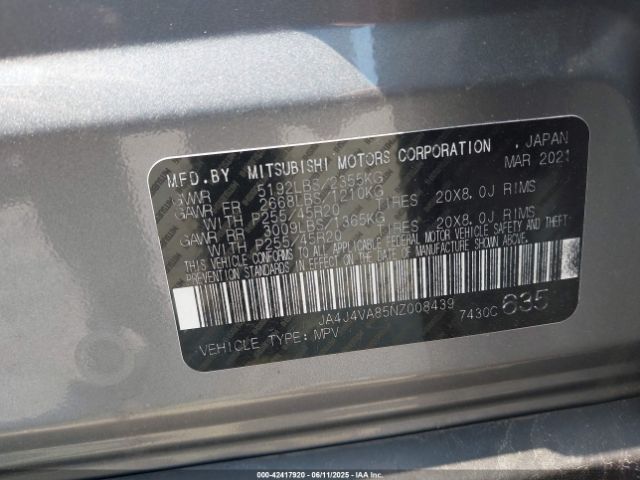 MFD.BY MITSUBISHI MOTORS CORPORATION , JAPAN
MAR 2021
GVWR 5192LBS/2355KG
GAWR FR 2668LBS/1210KG
WITH P255/45R20 TIRES 20X8.0J RIMS
GAWR RR 3009LBS/1365KG
WITH P255/45R20 TIRES 20X8.0J RIMS
THIS VEHICLE CONFORMS TO ALL APPLICABLE FEDERAL MOTOR VEHICLE SAFETY AND THEFT
PREVENTION STANDARDS IN EFFECT ON THE DATE OF MANUFACTURE SHOWN ABOVE.
JA4J4VA85NZ008439
7430C 635
VEHICLE TYPE: MPV
000-42417920 - 06/11/2025 - IAAI.COM